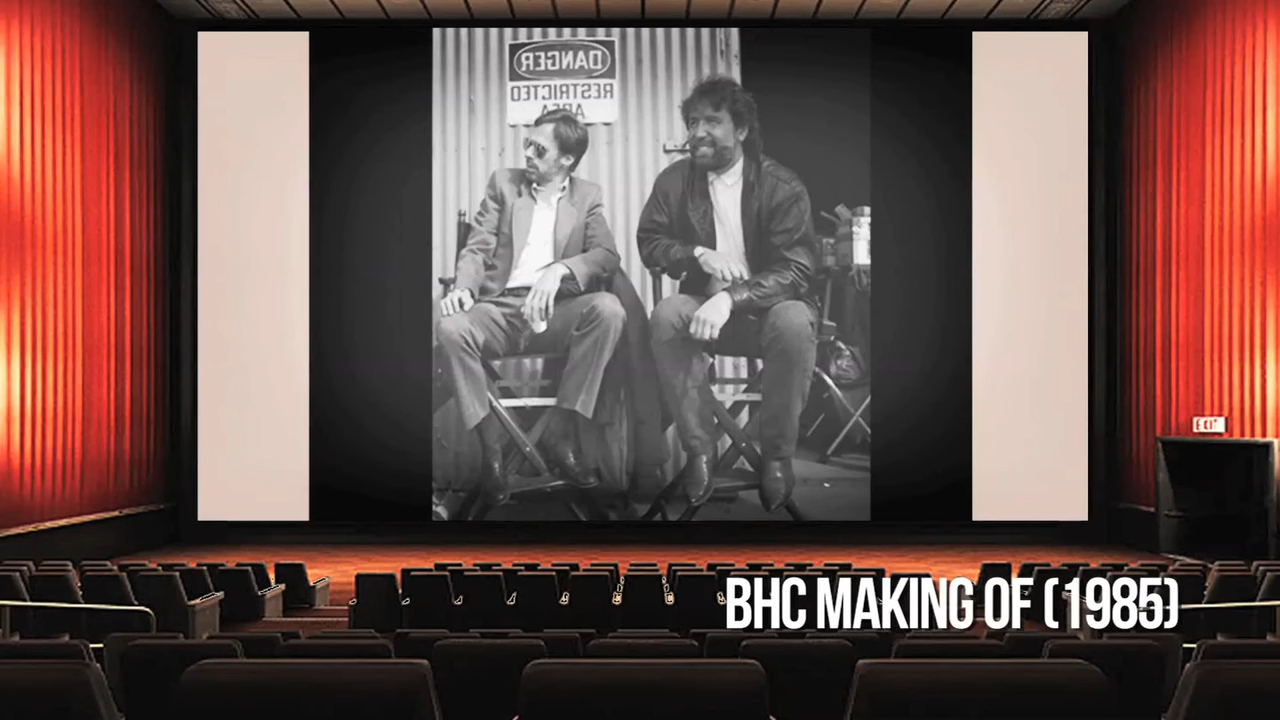 DANGER
RESTRICTED
AREA
EXIT
BHC MAKING OF (1985)